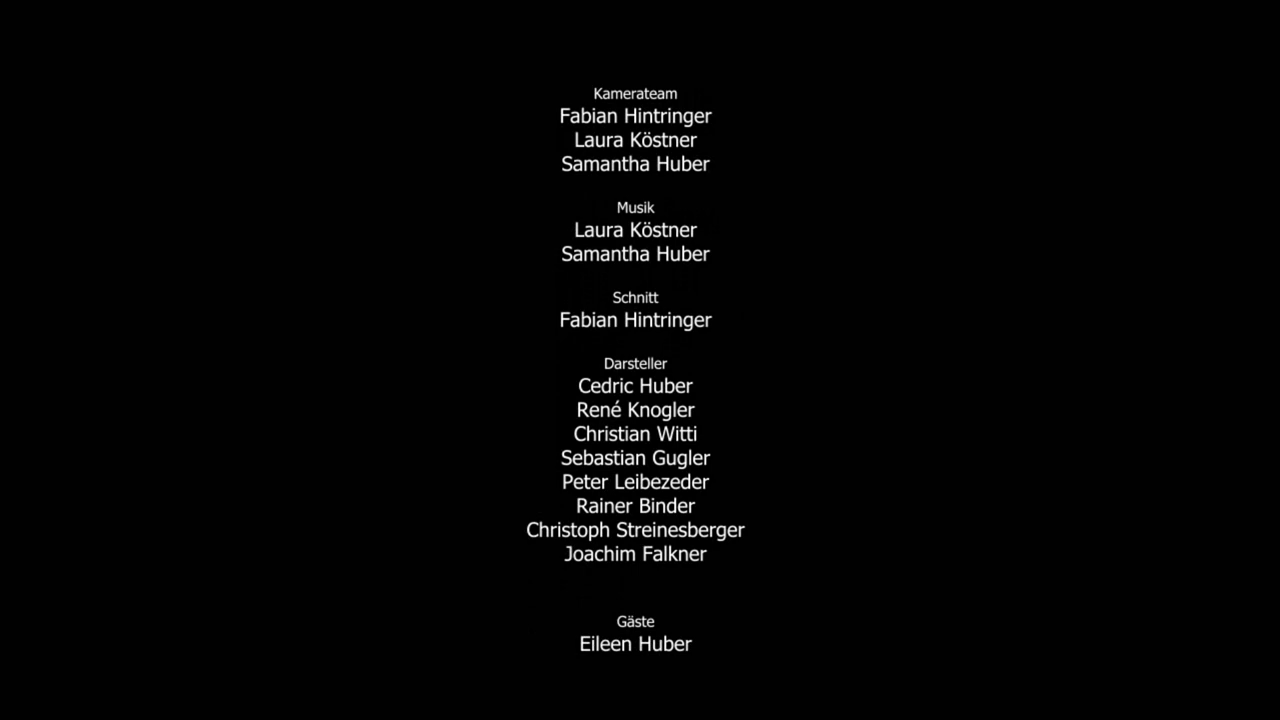 Kamerateam
Fabian Hintringer
Laura Köstner
Samantha Huber
Musik
Laura Köstner
Samantha Huber
Schnitt
Fabian Hintringer
Darsteller
Cedric Huber
René Knogler
Christian Witti
Sebastian Gugler
Peter Leibezeder
Rainer Binder
Christoph Streinesberger
Joachim Falkner
Gäste
Eileen Huber